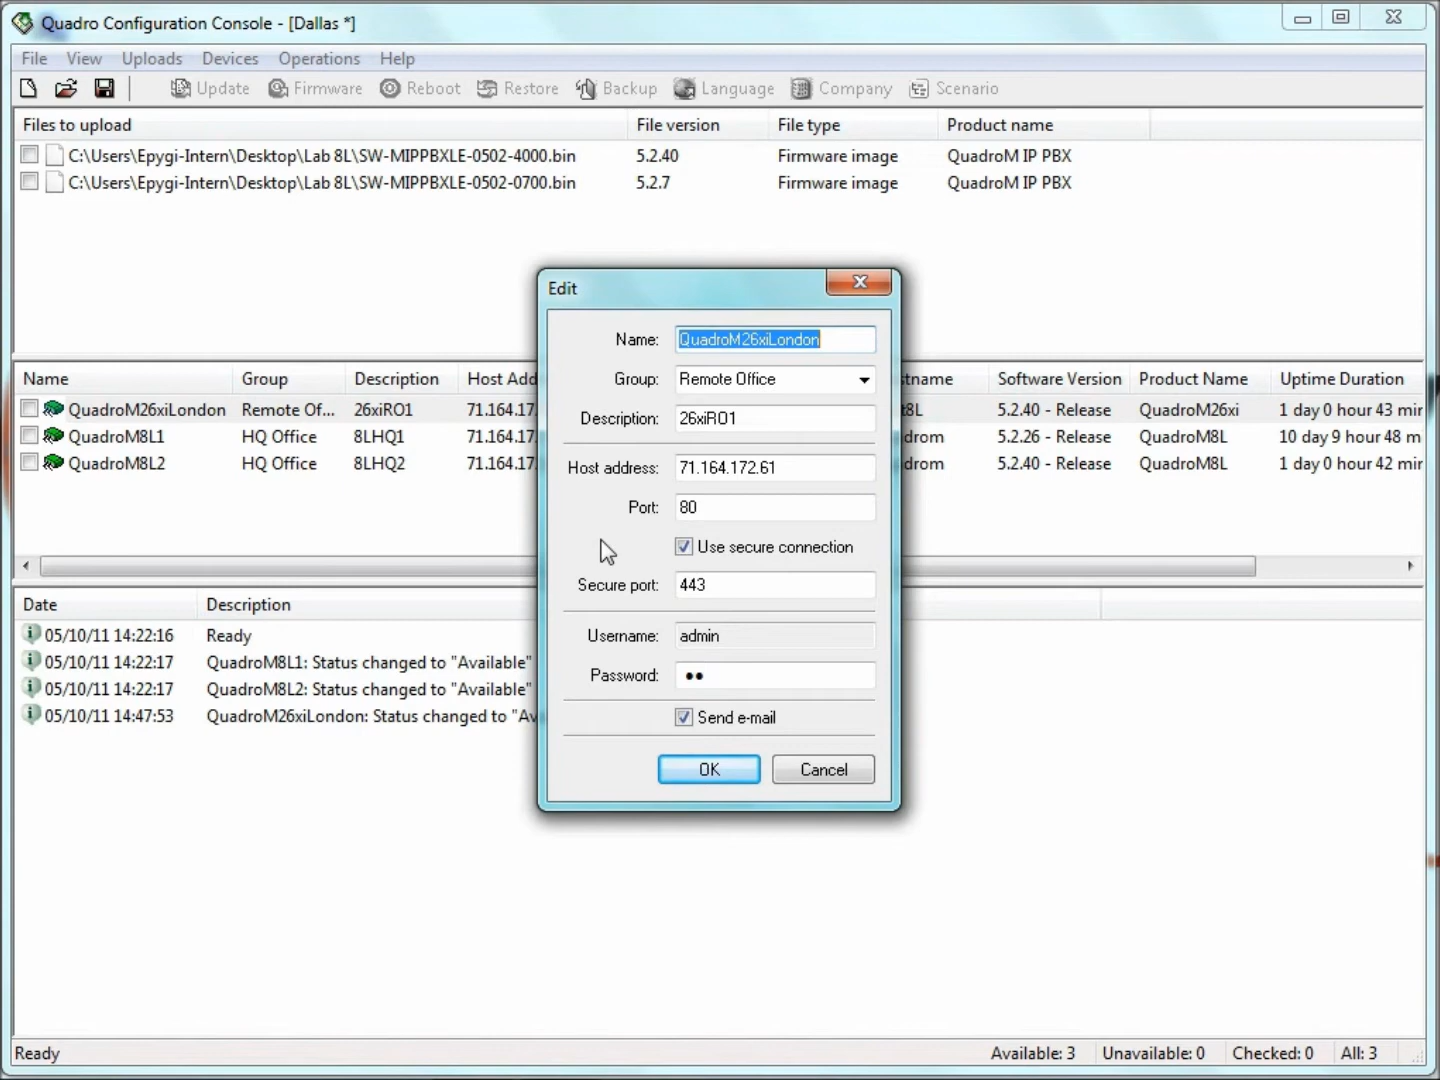 Quadro Configuration Console - [Dallas *]
File View Uploads Devices Operations Help
Update Firmware Reboot Restore Backup Language Company Scenario
Files to upload File version File type Product name
C:\Users\Epygi-Intern\Desktop\Lab 8L\SW-MIPPBXLE-0502-4000.bin 5.2.40 Firmware image QuadroM IP PBX
C:\Users\Epygi-Intern\Desktop\Lab 8L\SW-MIPPBXLE-0502-0700.bin 5.2.7 Firmware image QuadroM IP PBX
Name Group Description Host Add stname Software Version Product Name Uptime Duration
QuadroM26xiLondon Remote Of... 26xiRO1 71.164.17 t8L 5.2.40 - Release QuadroM26xi 1 day 0 hour 43 mir
QuadroM8L1 HQ Office 8LHQ1 71.164.17 drom 5.2.26 - Release QuadroM8L 10 day 9 hour 48 m
QuadroM8L2 HQ Office 8LHQ2 71.164.17 drom 5.2.40 - Release QuadroM8L 1 day 0 hour 42 mir
Edit
Name: QuadroM26xiLondon
Group: Remote Office
Description: 26xiRO1
Host address: 71.164.172.61
Port: 80
Use secure connection
Secure port: 443
Username: admin
Password: ●●
Send e-mail
OK Cancel
Date Description
05/10/11 14:22:16 Ready
05/10/11 14:22:17 QuadroM8L1: Status changed to "Available"
05/10/11 14:22:17 QuadroM8L2: Status changed to "Available"
05/10/11 14:47:53 QuadroM26xiLondon: Status changed to "Av
Ready Available: 3 Unavailable: 0 Checked: 0 All: 3